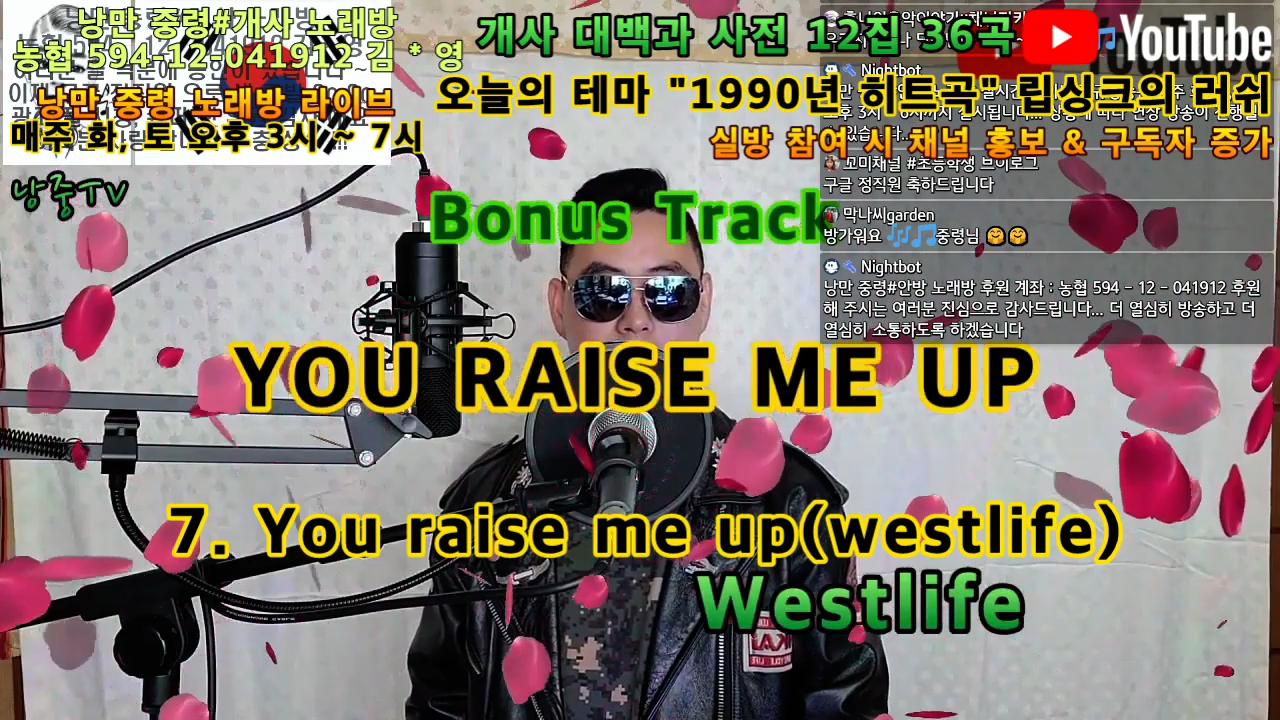 낭만 중령#개사 노래방
농협 594-12-041912 김 * 영
낭만 중령 노래방 라이브
매주 화, 토 오후 3시 ~ 7시
낭중TV
개사 대백과 사전 12집 36곡
YouTube
오늘의 테마 "1990년 히트곡" 립싱크의 러쉬
실방 참여 시 채널 홍보 & 구독자 증가
Nightbot
꼬미채널 #초등학생 브이로그
구글 정직원 축하드립니다
막나씨garden
방가워요 🎶🎵중령님 🤗🤗
Nightbot
낭만 중령#안방 노래방 후원 계좌 : 농협 594 - 12 - 041912 후원
해 주시는 여러분 진심으로 감사드립니다... 더 열심히 방송하고 더
열심히 소통하도록 하겠습니다
Bonus Track
YOU RAISE ME UP
7. You raise me up(westlife)
Westlife